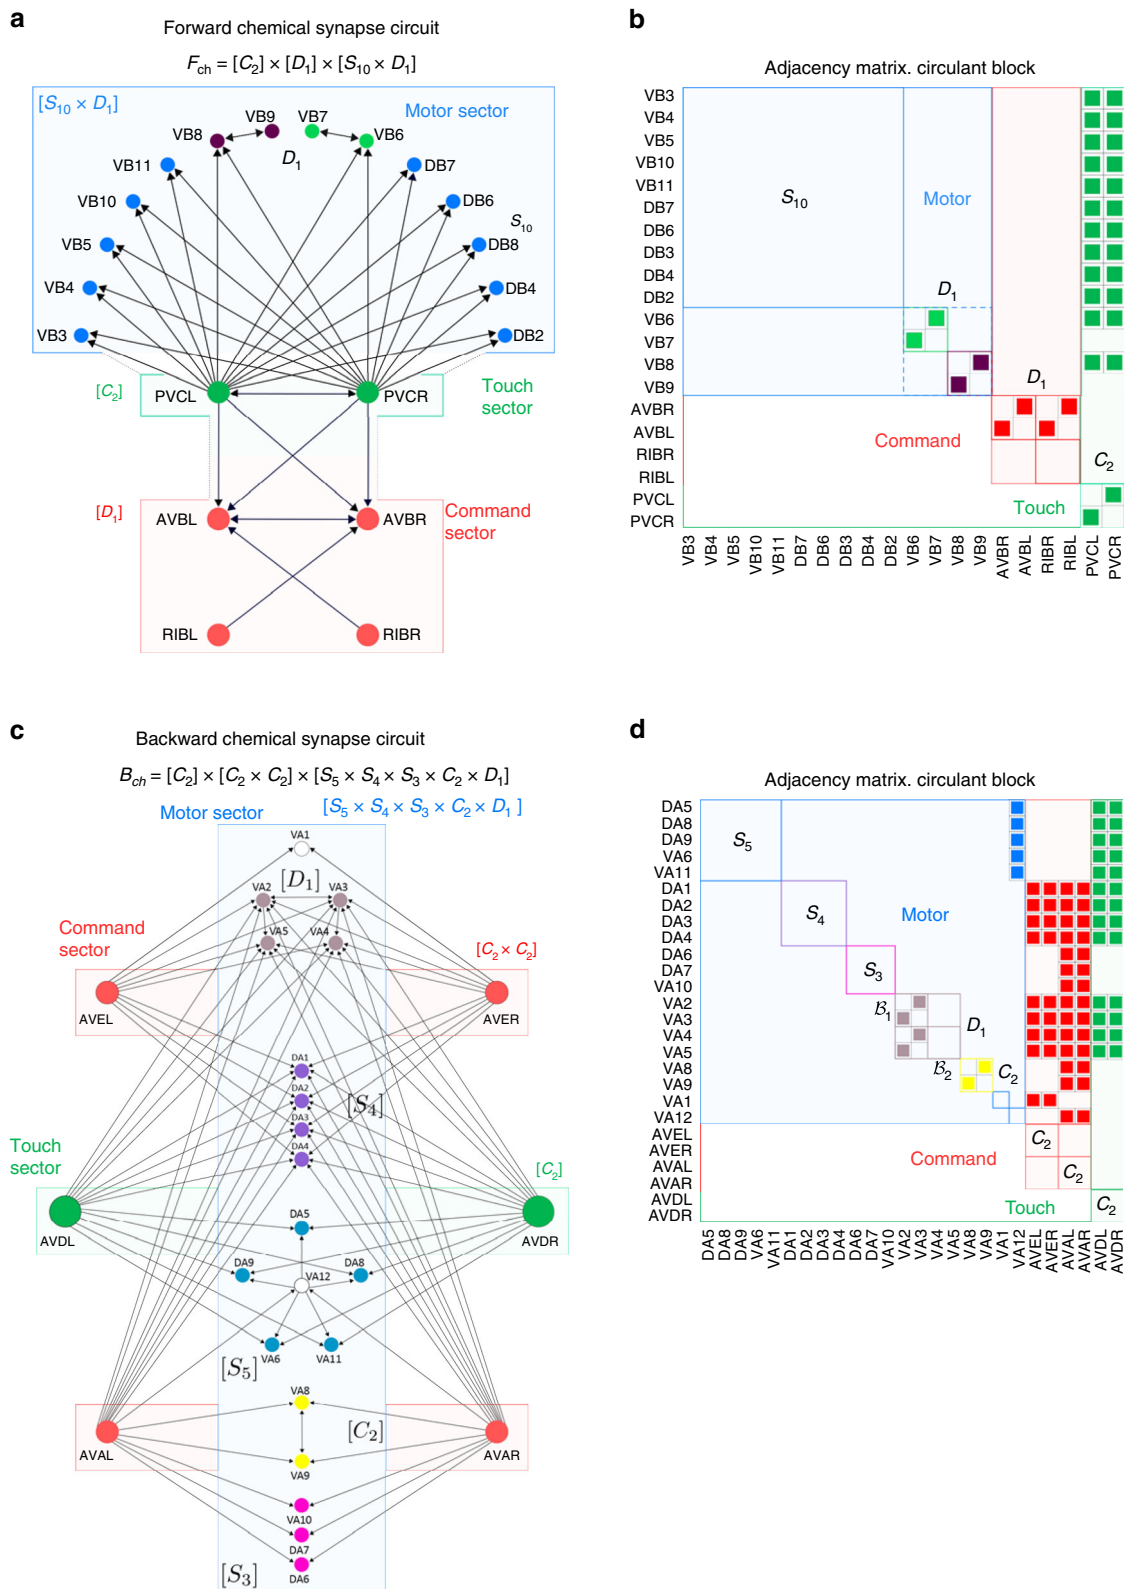 a
Forward chemical synapse circuit
F_ch = [C_2] × [D_1] × [S_10 × D_1]
[S_10 × D_1]
Motor sector
VB9
VB7
VB8
VB6
D_1
VB11
DB7
VB10
DB6
S_10
VB5
DB8
VB4
DB4
VB3
DB2
[C_2]
PVCL
PVCR
Touch
sector
[D_1]
AVBL
AVBR
Command
sector
RIBL
RIBR
b
Adjacency matrix. circulant block
VB3
VB4
VB5
VB10
VB11
DB7
DB6
DB3
DB4
DB2
VB6
VB7
VB8
VB9
AVBR
AVBL
RIBR
RIBL
PVCL
PVCR
S_10
Motor
D_1
D_1
Command
C_2
Touch
VB3 VB4 VB5 VB10 VB11 DB7 DB6 DB3 DB4 DB2 VB6 VB7 VB8 VB9 AVBR AVBL RIBR RIBL PVCL PVCR
c
Backward chemical synapse circuit
B_ch = [C_2] × [C_2 × C_2] × [S_5 × S_4 × S_3 × C_2 × D_1]
Motor sector
[S_5 × S_4 × S_3 × C_2 × D_1 ]
VA1
[D_1]
VA2
VA3
VA5
VA4
Command
sector
[C_2 × C_2]
AVEL
AVER
DA1
DA2
[S_4]
DA3
DA4
Touch
sector
[C_2]
AVDL
AVDR
DA5
DA9
DA8
VA12
VA6
VA11
[S_5]
VA8
[C_2]
AVAL
AVAR
VA9
VA10
DA7
DA6
[S_3]
d
Adjacency matrix. circulant block
DA5
DA8
DA9
VA6
VA11
DA1
DA2
DA3
DA4
DA6
DA7
VA10
VA2
VA3
VA4
VA5
VA8
VA9
VA1
VA12
AVEL
AVER
AVAL
AVAR
AVDL
AVDR
S_5
S_4
Motor
S_3
ℬ_1
D_1
ℬ_2
C_2
Command
C_2
C_2
Touch
C_2
DA5 DA8 DA9 VA6 VA11 DA1 DA2 DA3 DA4 DA6 DA7 VA10 VA2 VA3 VA4 VA5 VA8 VA9 VA1 VA12 AVEL AVER AVAL AVAR AVDL AVDR